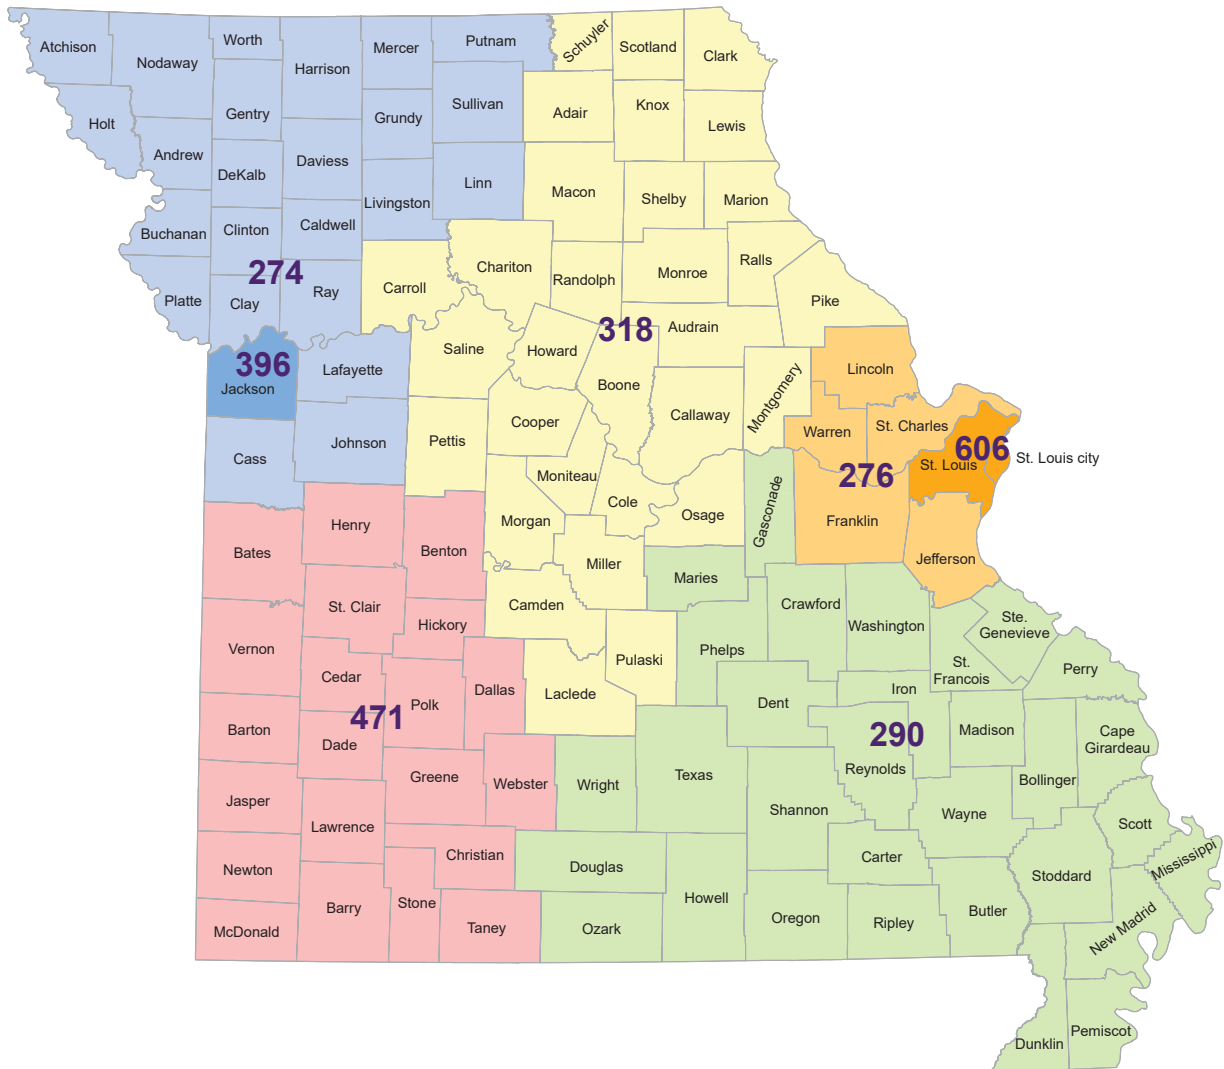 Atchison
Nodaway
Worth
Harrison
Mercer
Putnam
Schuyler
Scotland
Clark
Holt
Gentry
Grundy
Sullivan
Adair
Knox
Lewis
Andrew
DeKalb
Daviess
Livingston
Linn
Macon
Shelby
Marion
Buchanan
Clinton
Caldwell
Chariton
Randolph
Monroe
Ralls
Platte
Clay
274
Ray
Carroll
318
Audrain
Pike
396
Jackson
Lafayette
Saline
Howard
Boone
Callaway
Montgomery
Lincoln
Cass
Johnson
Pettis
Cooper
Moniteau
Cole
Osage
Gasconade
Warren
St. Charles
276
St. Louis
606
St. Louis city
Franklin
Jefferson
Bates
Henry
Benton
Morgan
Miller
Maries
Camden
Crawford
Washington
Ste.
Genevieve
St.
Francois
Perry
Vernon
St. Clair
Hickory
Pulaski
Phelps
Cedar
Polk
Dallas
Laclede
Dent
Iron
471
290
Madison
Bollinger
Cape
Girardeau
Barton
Dade
Greene
Webster
Wright
Texas
Shannon
Reynolds
Wayne
Scott
Mississippi
Jasper
Lawrence
Christian
Douglas
Howell
Carter
Butler
Stoddard
New Madrid
Newton
McDonald
Barry
Stone
Taney
Ozark
Oregon
Ripley
Dunklin
Pemiscot